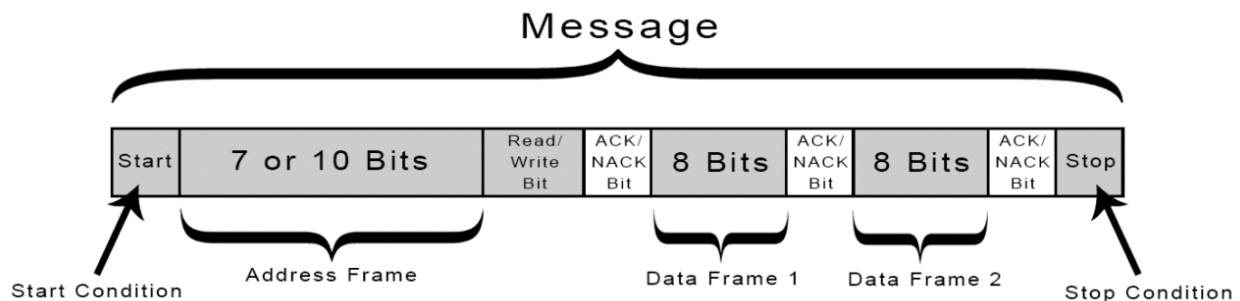 Message
Start
7 or 10 Bits
Read/
Write
Bit
ACK/
NACK
Bit
8 Bits
ACK/
NACK
Bit
8 Bits
ACK/
NACK
Bit
Stop
Start Condition
Address Frame
Data Frame 1
Data Frame 2
Stop Condition